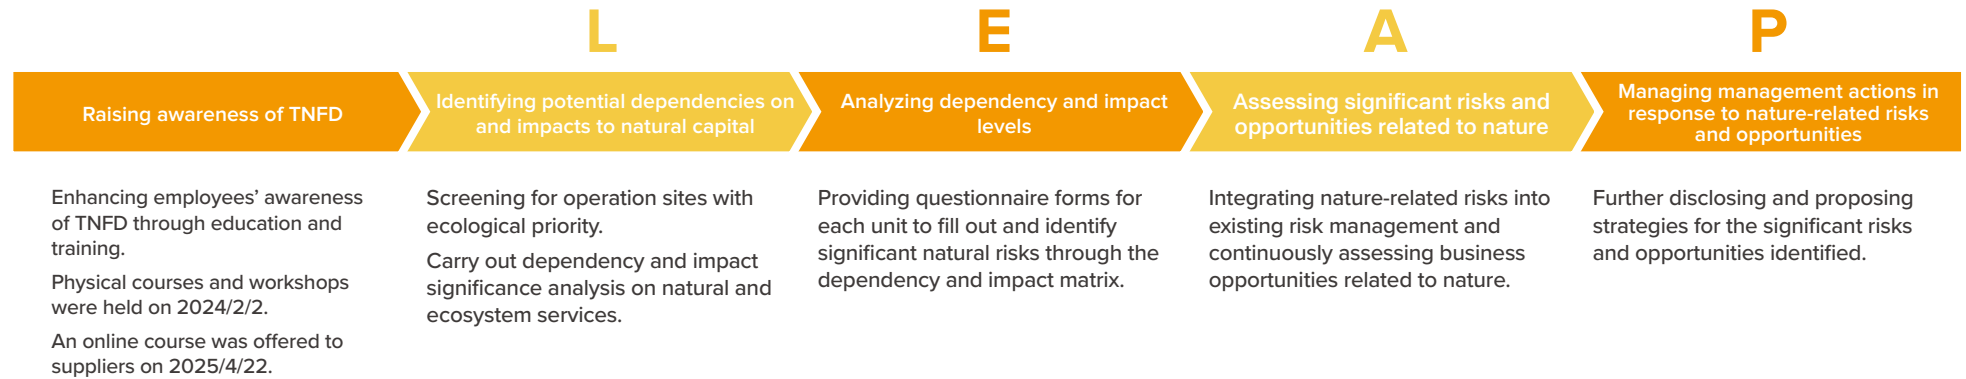 L
E
A
P
Raising awareness of TNFD
Identifying potential dependencies on
and impacts to natural capital
Analyzing dependency and impact
levels
Assessing significant risks and
opportunities related to nature
Managing management actions in
response to nature-related risks
and opportunities
Enhancing employees’ awareness
of TNFD through education and
training.
Physical courses and workshops
were held on 2024/2/2.
An online course was offered to
suppliers on 2025/4/22.
Screening for operation sites with
ecological priority.
Carry out dependency and impact
significance analysis on natural and
ecosystem services.
Providing questionnaire forms for
each unit to fill out and identify
significant natural risks through the
dependency and impact matrix.
Integrating nature-related risks into
existing risk management and
continuously assessing business
opportunities related to nature.
Further disclosing and proposing
strategies for the significant risks
and opportunities identified.